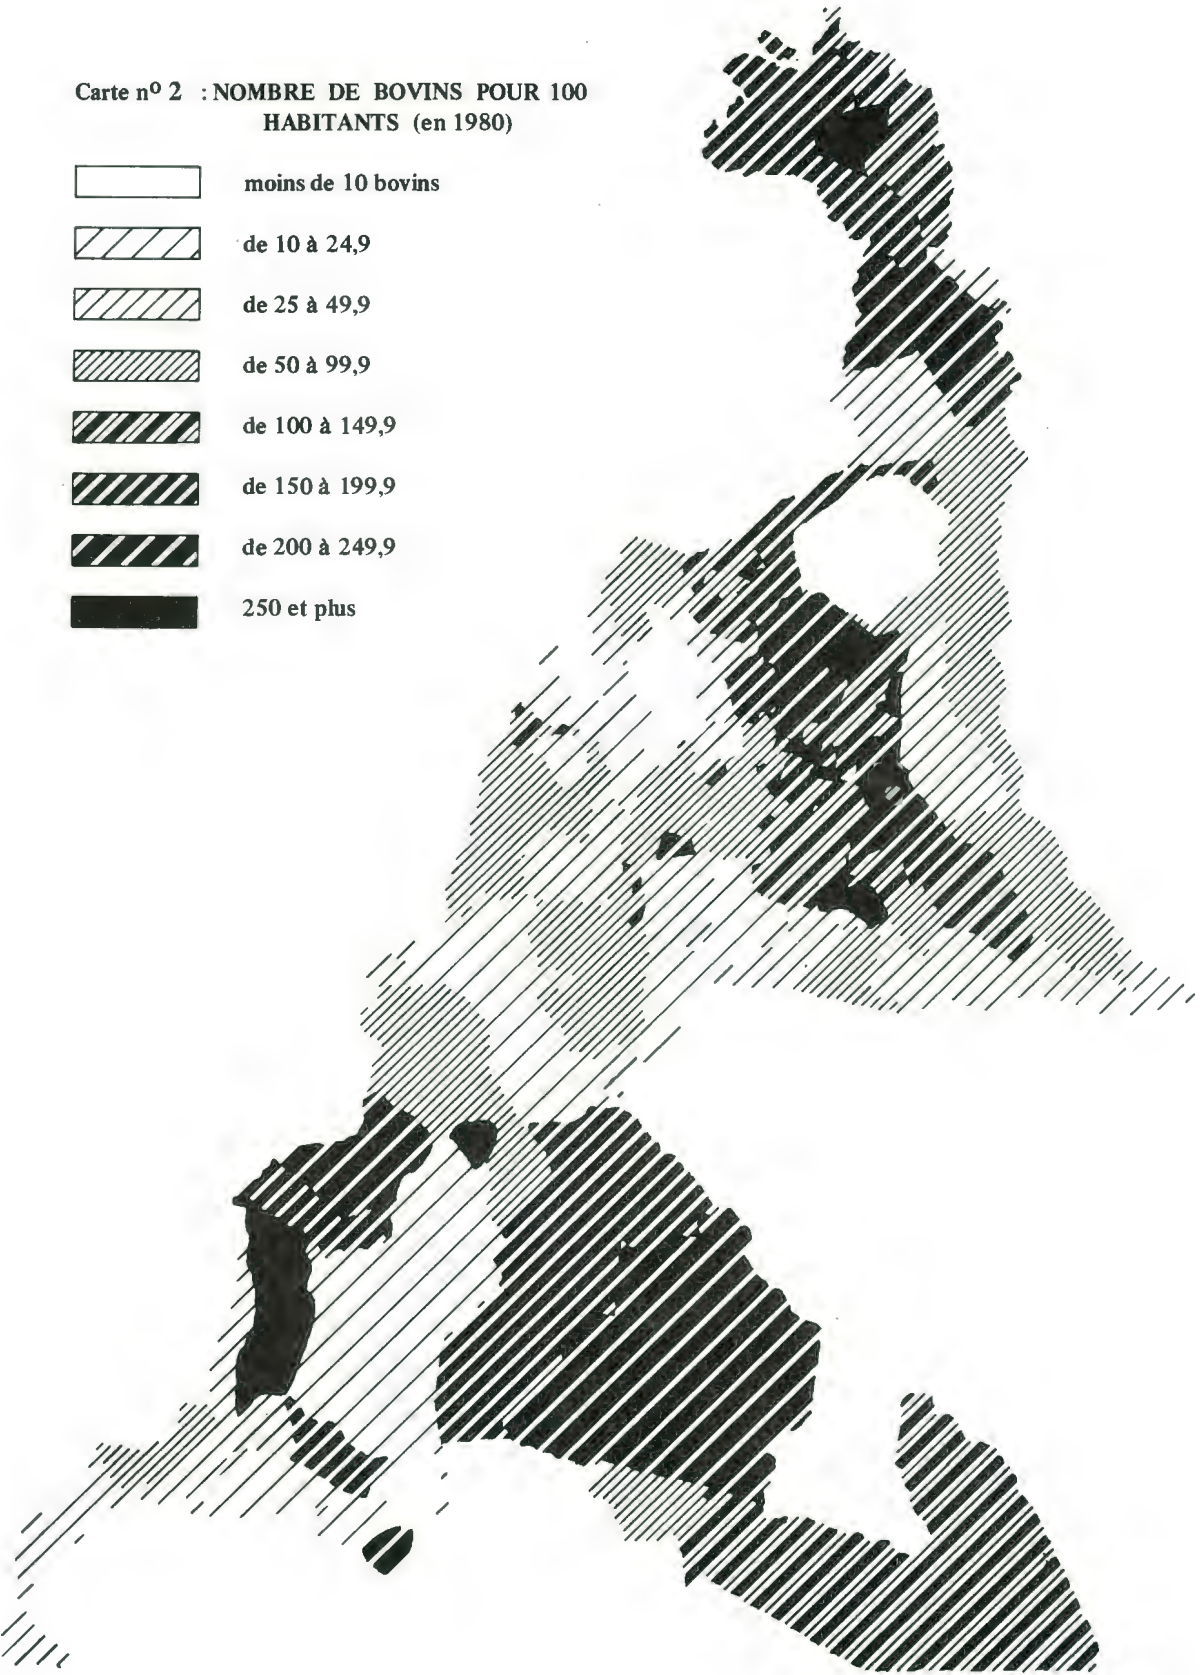 Carte nº 2 : NOMBRE DE BOVINS POUR 100
HABITANTS (en 1980)
moins de 10 bovins
de 10 à 24,9
de 25 à 49,9
de 50 à 99,9
de 100 à 149,9
de 150 à 199,9
de 200 à 249,9
250 et plus